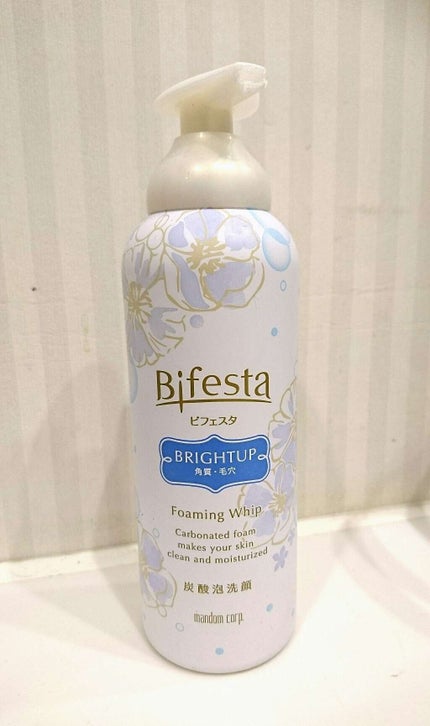 Bifesta
ビフェスタ
BRIGHTUP
角質・毛穴
Foaming Whip
Carbonated foam
makes your skin
clean and moisturized
炭酸泡洗顔
mandom corp.